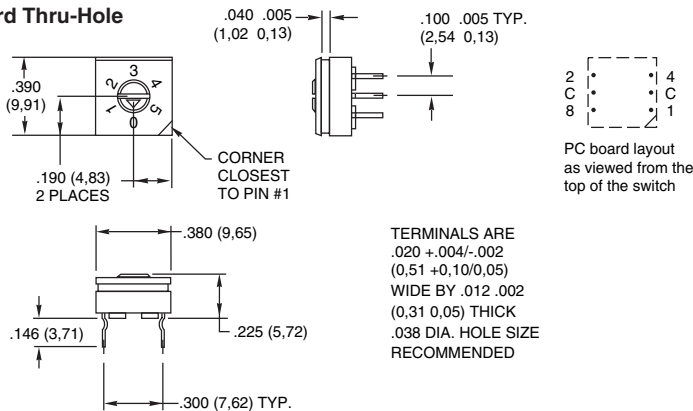 rd Thru-Hole
.390
(9,91)
0
1
2
3
4
5
.190 (4,83)
2 PLACES
CORNER
CLOSEST
TO PIN #1
.040 .005
(1,02 0,13)
.100 .005 TYP.
(2,54 0,13)
2 4
C C
8 1
PC board layout
as viewed from the
top of the switch
.380 (9,65)
.146 (3,71)
.225 (5,72)
.300 (7,62) TYP.
TERMINALS ARE
.020 +.004/-.002
(0,51 +0,10/0,05)
WIDE BY .012 .002
(0,31 0,05) THICK
.038 DIA. HOLE SIZE
RECOMMENDED